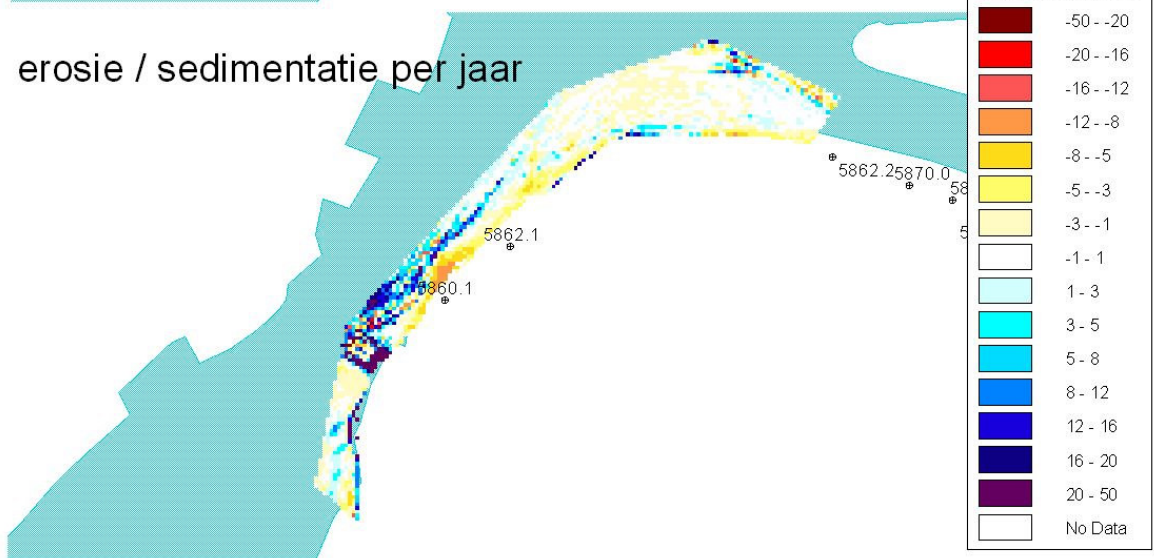 erosie / sedimentatie per jaar
5862.1
5860.1
5862.2
5870.0
-50 - -20
-20 - -16
-16 - -12
-12 - -8
-8 - -5
-5 - -3
-3 - -1
-1 - 1
1 - 3
3 - 5
5 - 8
8 - 12
12 - 16
16 - 20
20 - 50
No Data